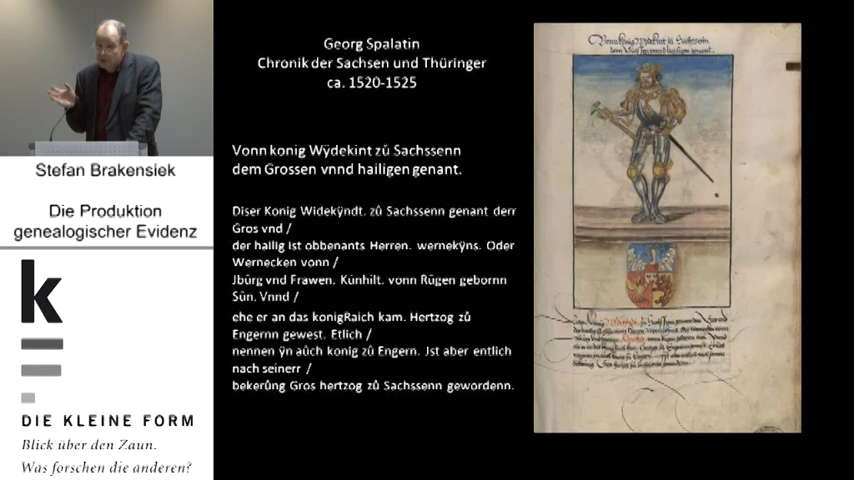 Stefan Brakensiek
Die Produktion
genealogischer Evidenz
k
DIE KLEINE FORM
Blick über den Zaun.
Was forschen die anderen?
Georg Spalatin
Chronik der Sachsen und Thüringer
ca. 1520-1525
Vonn konig Wÿdekint zů Sachssenn
dem Grossen vnnd hailigen genant.
Diser Konig Widekÿndt. zů Sachssenn genant derr
Gros vnd /
der hailig ist obbenants Herren. wernekÿns. Oder
Wernecken vonn /
Jbůrg vnd Frawen. Kůnhilt. vonn Rügen gebornn
Sůn. Vnnd /
ehe er an das konigRaich kam. Hertzog zů
Engernn gewest. Etlich /
nennen ÿn aůch konig zů Engern. Jst aber entlich
nach seinerr /
bekerůng Gros hertzog zů Sachssenn gewordenn.